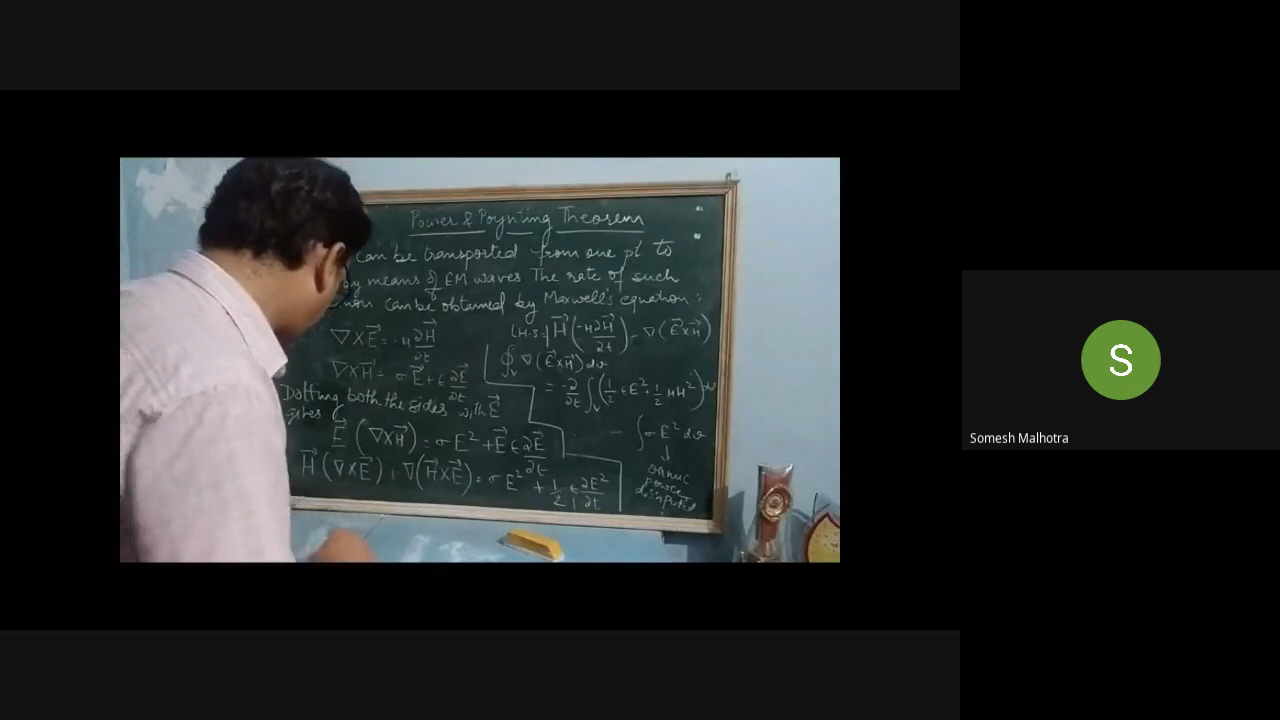 Power & Poynting Theorem
can be transported from one pt to
by means of EM waves The rate of such
can be obtained by Maxwell's equation :
∇×E⃗ = -μ ∂H⃗/∂t
∇×H⃗ = σE⃗ + ϵ ∂E⃗/∂t
Dotting both the sides with E⃗
gives
E⃗ (∇×H⃗) = σE² + E⃗ ϵ ∂E⃗/∂t
H⃗ (∇×E⃗) + ∇(H⃗×E⃗) = σE² + 1/2 ϵ ∂E²/∂t
L.H.S= H⃗ (-μ ∂H⃗/∂t) - ∇(E⃗×H⃗)
∮v ∇(E⃗×H⃗) dv
= -∂/∂t ∫v (1/2 ϵE² + 1/2 μH²) dv
- ∫ σE² dv
↓
power
S
Somesh Malhotra